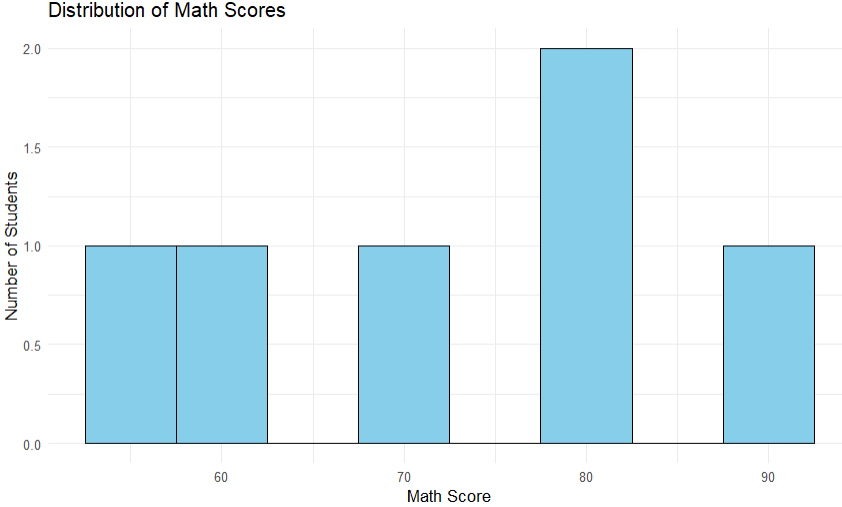 Distribution of Math Scores
2.0
1.5
1.0
0.5
0.0
Number of Students
60 70 80 90
Math Score